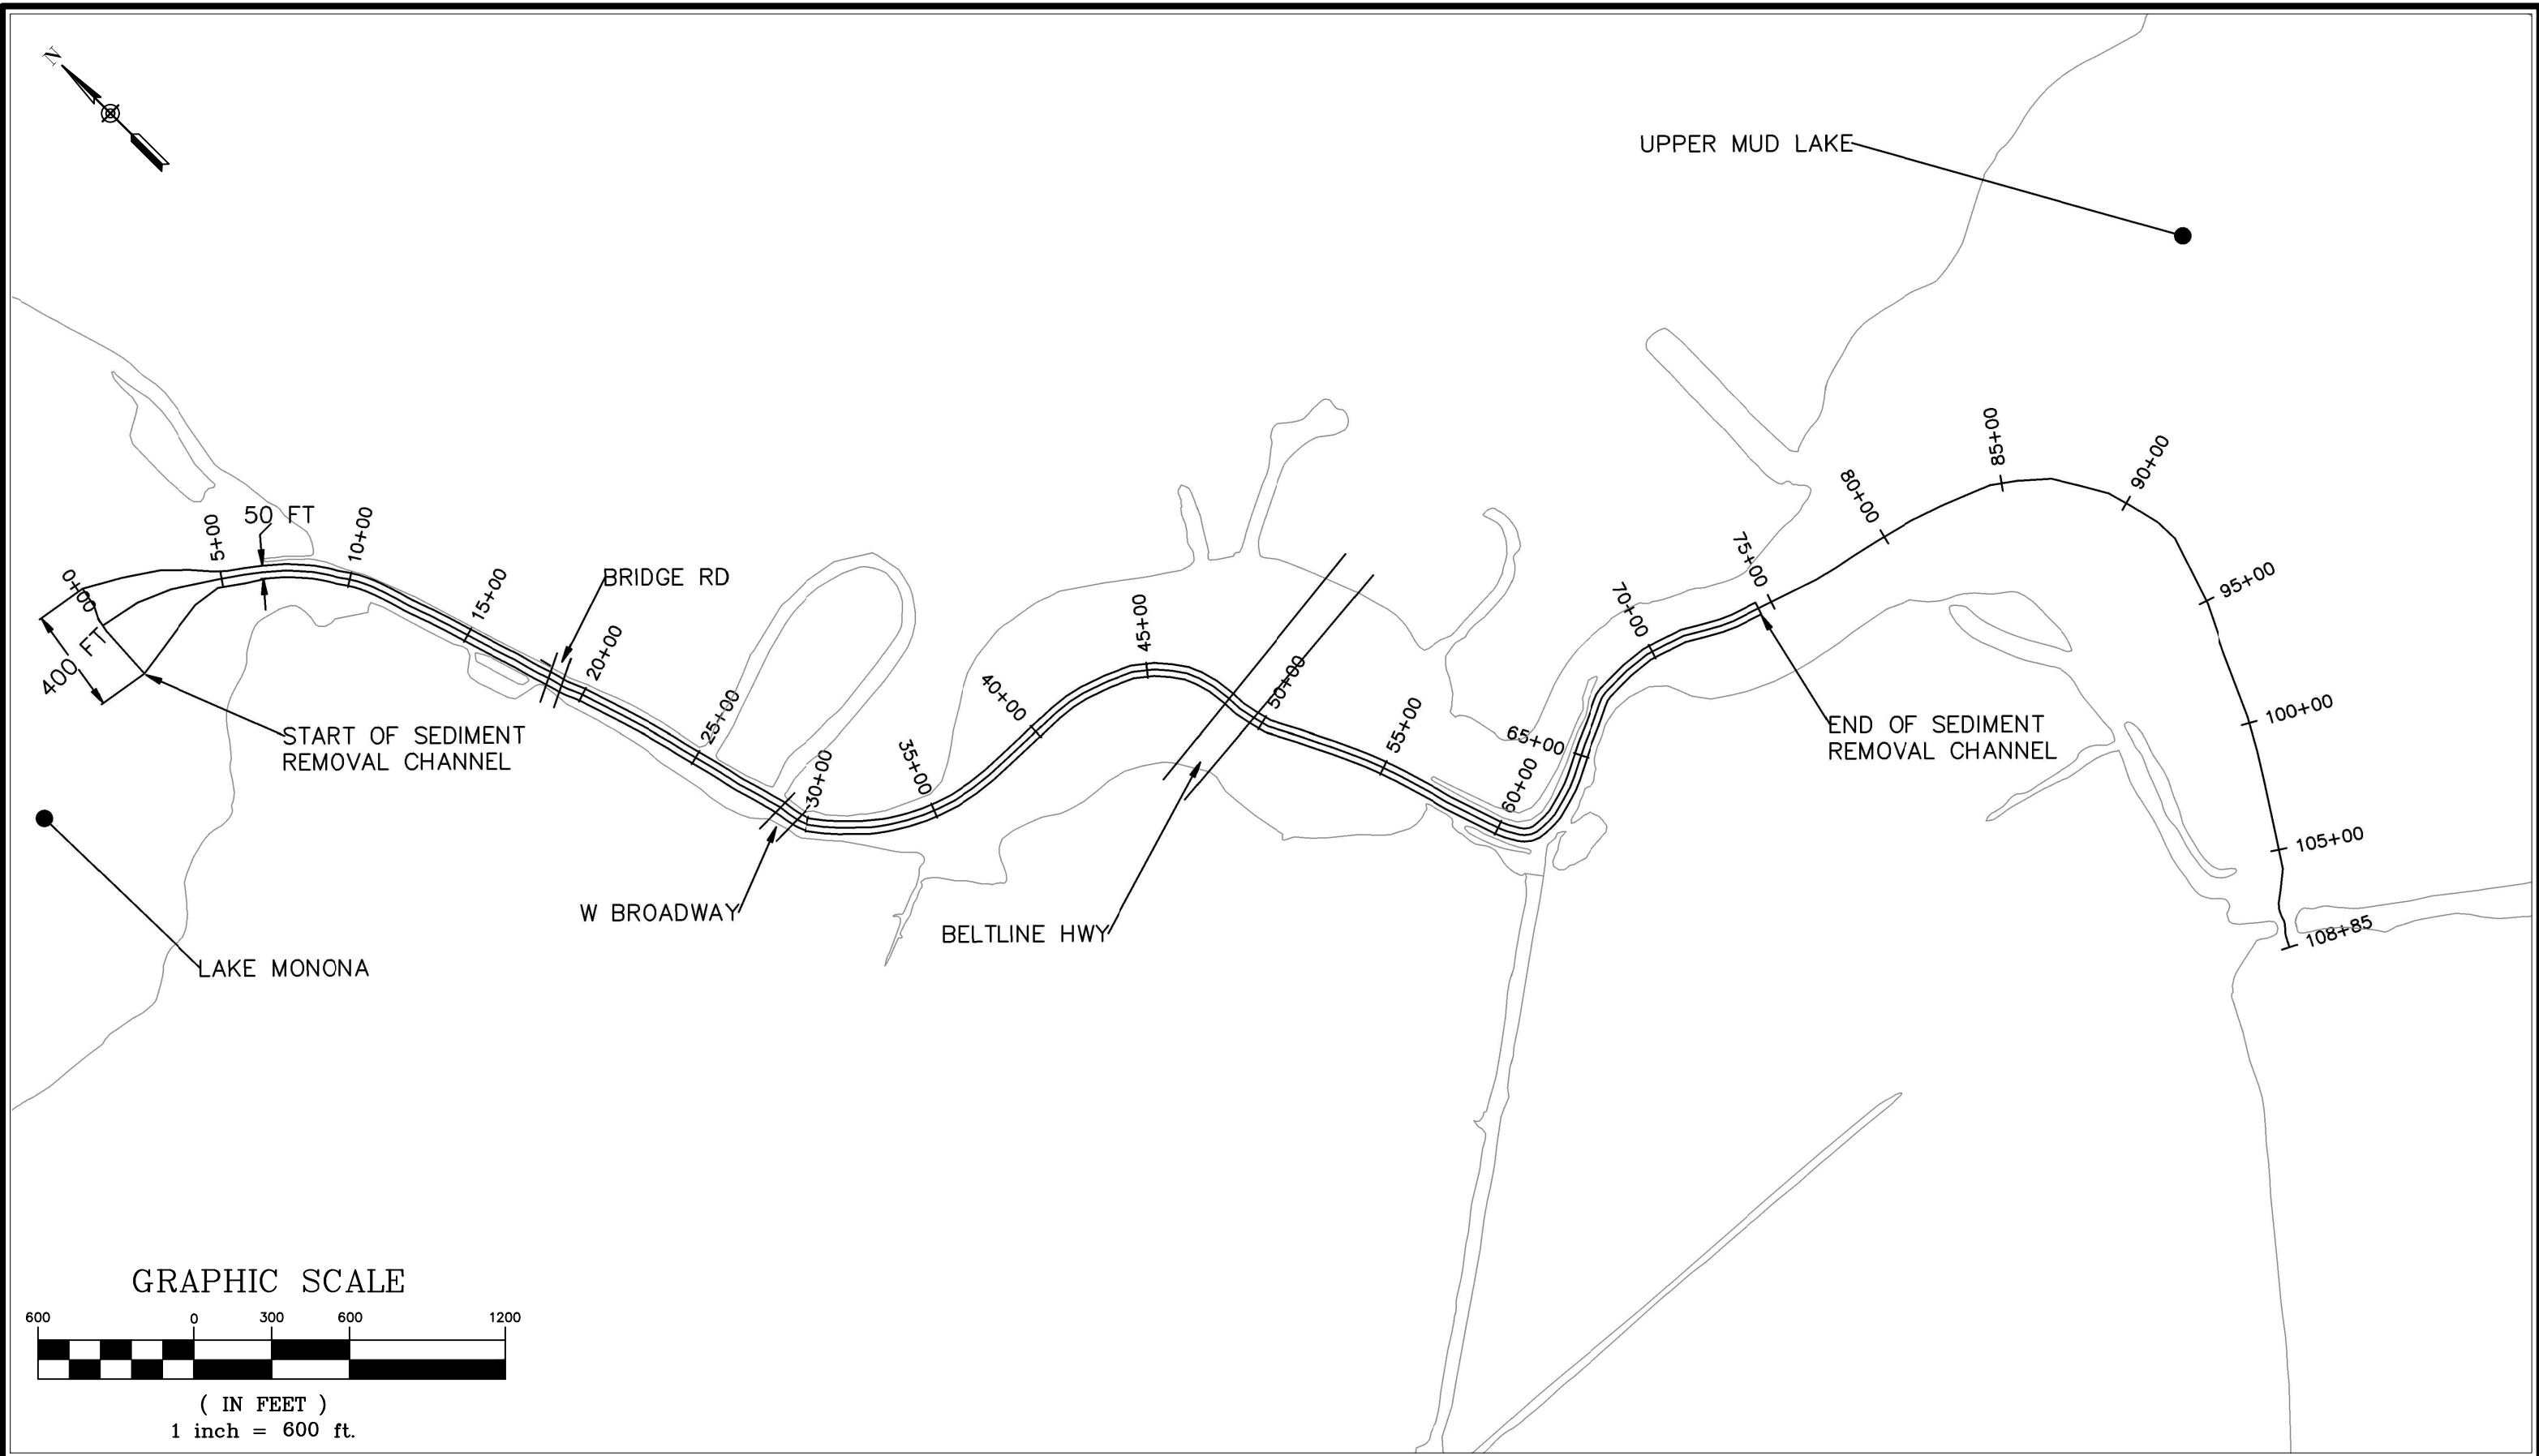 N
UPPER MUD LAKE
0+00
5+00
50 FT
10+00
400 FT
15+00
BRIDGE RD
20+00
START OF SEDIMENT
REMOVAL CHANNEL
25+00
30+00
W BROADWAY
LAKE MONONA
35+00
40+00
45+00
BELTLINE HWY
50+00
55+00
60+00
65+00
70+00
75+00
END OF SEDIMENT
REMOVAL CHANNEL
80+00
85+00
90+00
95+00
100+00
105+00
108+85
GRAPHIC SCALE
600 0 300 600 1200
( IN FEET )
1 inch = 600 ft.